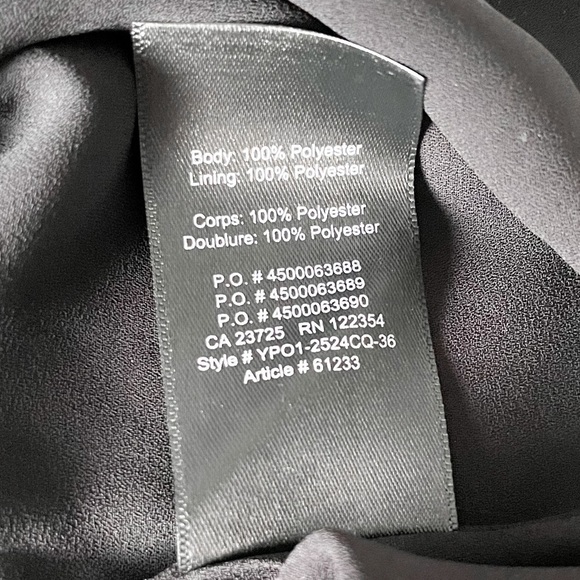 Body: 100% Polyester
Lining: 100% Polyester
Corps: 100% Polyester
Doublure: 100% Polyester
P.O. # 4500063688
P.O. # 4500063689
P.O. # 4500063690
CA 23725 RN 122354
Style # YPO1-2524CQ-36
Article # 61233